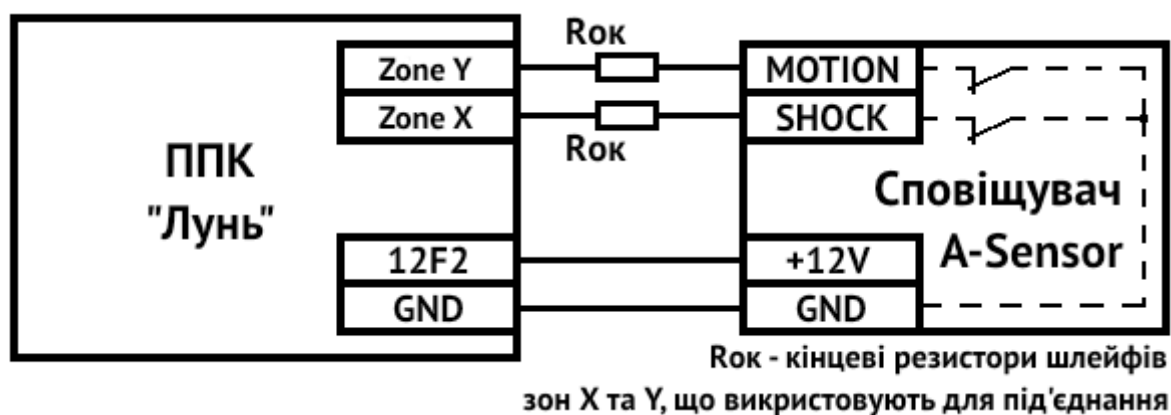 Rок
Zone Y
MOTION
Zone X
SHOCK
Rок
ППК
"Лунь"
Сповіщувач
A-Sensor
12F2
+12V
GND
GND
Rок - кінцеві резистори шлейфів
зон X та Y, що викристовують для під'єднання